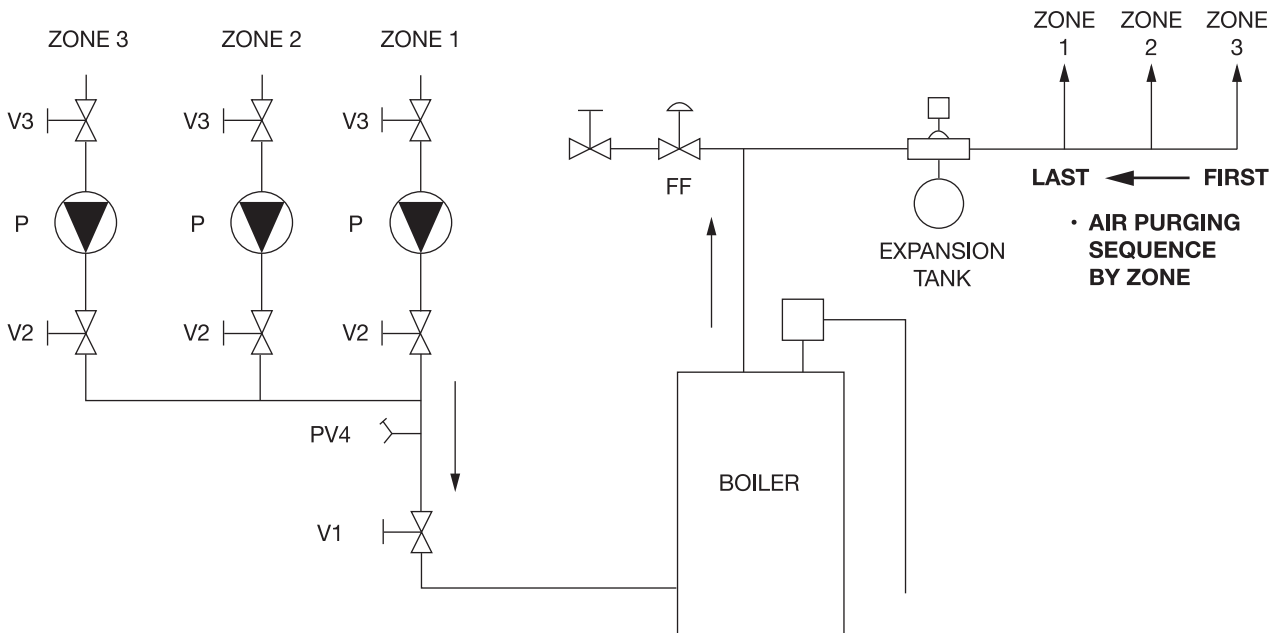 ZONE 3
ZONE 2
ZONE 1
ZONE
1
ZONE
2
ZONE
3
V3
V3
V3
FF
LAST
FIRST
P
P
P
• AIR PURGING
SEQUENCE
BY ZONE
EXPANSION
TANK
V2
V2
V2
PV4
BOILER
V1